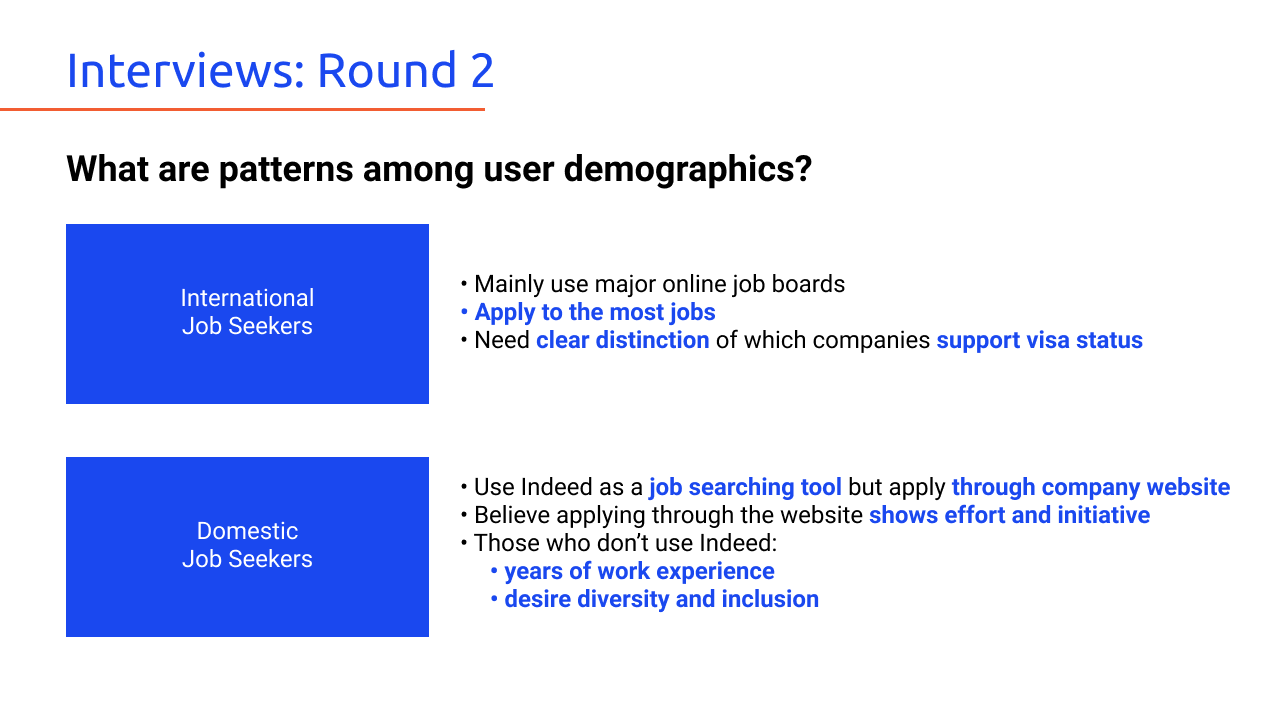 Interviews: Round 2
What are patterns among user demographics?
International
Job Seekers
• Mainly use major online job boards
• Apply to the most jobs
• Need clear distinction of which companies support visa status
Domestic
Job Seekers
• Use Indeed as a job searching tool but apply through company website
• Believe applying through the website shows effort and initiative
• Those who don’t use Indeed:
• years of work experience
• desire diversity and inclusion